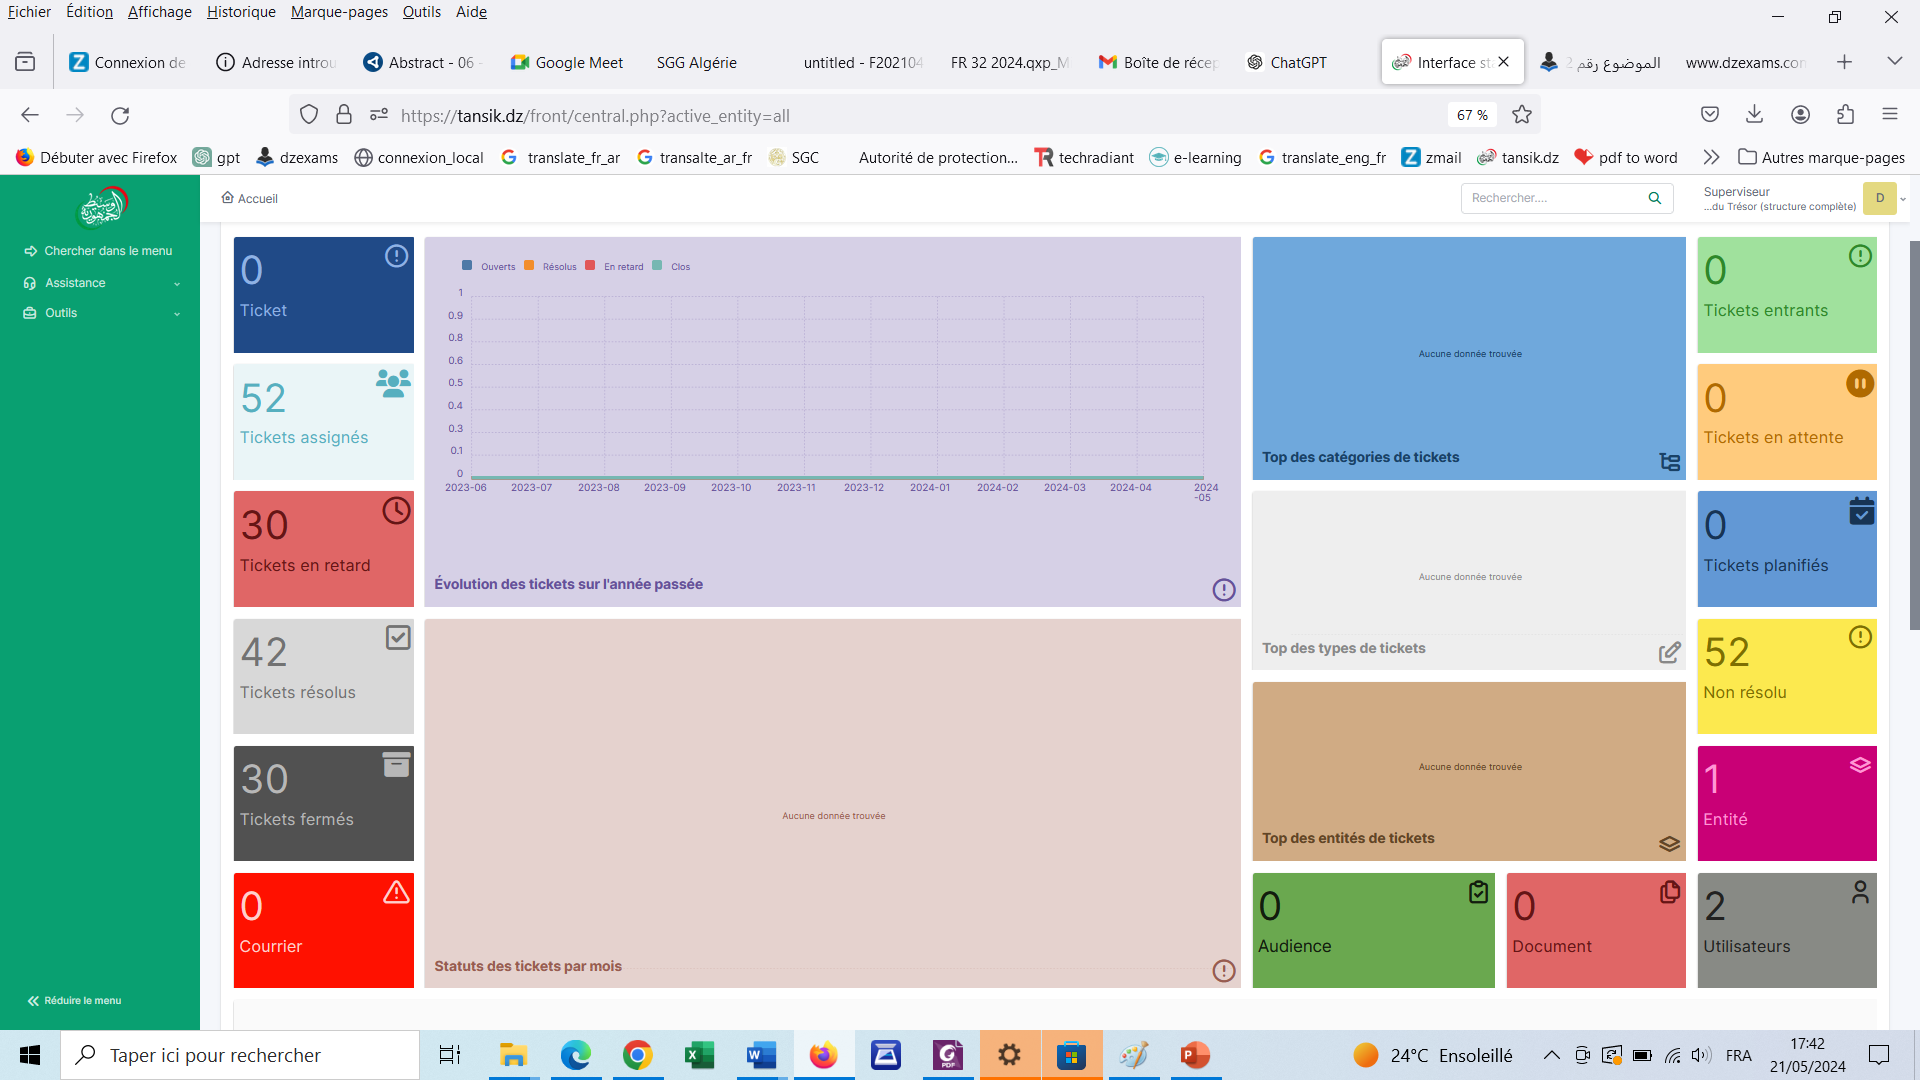 Fichier Édition Affichage Historique Marque-pages Outils Aide
Connexion de
Adresse introu
Abstract - 06 -
Google Meet
SGG Algérie
untitled - F202104
FR 32 2024.qxp_M
Boîte de récep
ChatGPT
Interface st
الموضوع رقم 2
www.dzexams.con
https://tansik.dz/front/central.php?active_entity=all
67 %
Débuter avec Firefox
gpt
dzexams
connexion_local
translate_fr_ar
transalte_ar_fr
SGC
Autorité de protection...
techradiant
e-learning
translate_eng_fr
zmail
tansik.dz
pdf to word
Autres marque-pages
Accueil
Rechercher....
Superviseur
...du Trésor (structure complète)
D
Chercher dans le menu
Assistance
Outils
Réduire le menu
0
Ticket
52
Tickets assignés
30
Tickets en retard
42
Tickets résolus
30
Tickets fermés
0
Courrier
Ouverts Résolus En retard Clos
1
0.9
0.8
0.6
0.5
0.4
0.3
0.1
0
2023-06 2023-07 2023-08 2023-09 2023-10 2023-11 2023-12 2024-01 2024-02 2024-03 2024-04 2024
-05
Évolution des tickets sur l'année passée
Aucune donnée trouvée
Statuts des tickets par mois
Aucune donnée trouvée
Top des catégories de tickets
Aucune donnée trouvée
Top des types de tickets
Aucune donnée trouvée
Top des entités de tickets
0
Audience
0
Document
0
Tickets entrants
0
Tickets en attente
0
Tickets planifiés
52
Non résolu
1
Entité
2
Utilisateurs
Taper ici pour rechercher
24°C Ensoleillé
FRA
17:42
21/05/2024